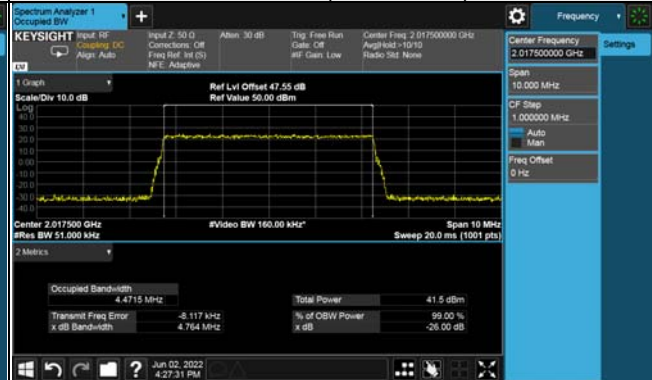 Spectrum Analyzer 1
Occupied BW
+
Frequency
KEYSIGHT
Input: RF
Coupling: DC
Align: Auto
Input Z: 50 Ω
Corrections: Off
Freq Ref: Int (S)
NFE: Adaptive
Atten: 30 dB
Trig: Free Run
Gate: Off
#IF Gain: Low
Center Freq: 2.017500000 GHz
Avg|Hold:>10/10
Radio Std: None
LXI
1 Graph
Scale/Div 10.0 dB
Ref Lvl Offset 47.55 dB
Ref Value 50.00 dBm
Log
40.0
30.0
20.0
10.0
0.00
-10.0
-20.0
-30.0
-40.0
Center 2.017500 GHz
#Res BW 51.000 kHz
#Video BW 160.00 kHz*
Span 10 MHz
Sweep 20.0 ms (1001 pts)
2 Metrics
Occupied Bandwidth
4.4715 MHz
Total Power 41.5 dBm
Transmit Freq Error -8.117 kHz
% of OBW Power 99.00 %
x dB Bandwidth 4.764 MHz
x dB -26.00 dB
Jun 02, 2022
4:27:31 PM
Center Frequency
2.017500000 GHz
Settings
Span
10.000 MHz
CF Step
1.000000 MHz
Auto
Man
Freq Offset
0 Hz